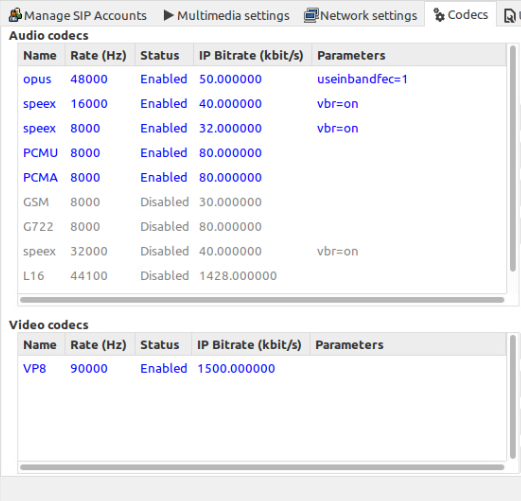 Manage SIP Accounts Multimedia settings Network settings Codecs
Audio codecs
Name Rate (Hz) Status IP Bitrate (kbit/s) Parameters
opus 48000 Enabled 50.000000 useinbandfec=1
speex 16000 Enabled 40.000000 vbr=on
speex 8000 Enabled 32.000000 vbr=on
PCMU 8000 Enabled 80.000000
PCMA 8000 Enabled 80.000000
GSM 8000 Disabled 30.000000
G722 8000 Disabled 80.000000
speex 32000 Disabled 40.000000 vbr=on
L16 44100 Disabled 1428.000000
Video codecs
Name Rate (Hz) Status IP Bitrate (kbit/s) Parameters
VP8 90000 Enabled 1500.000000